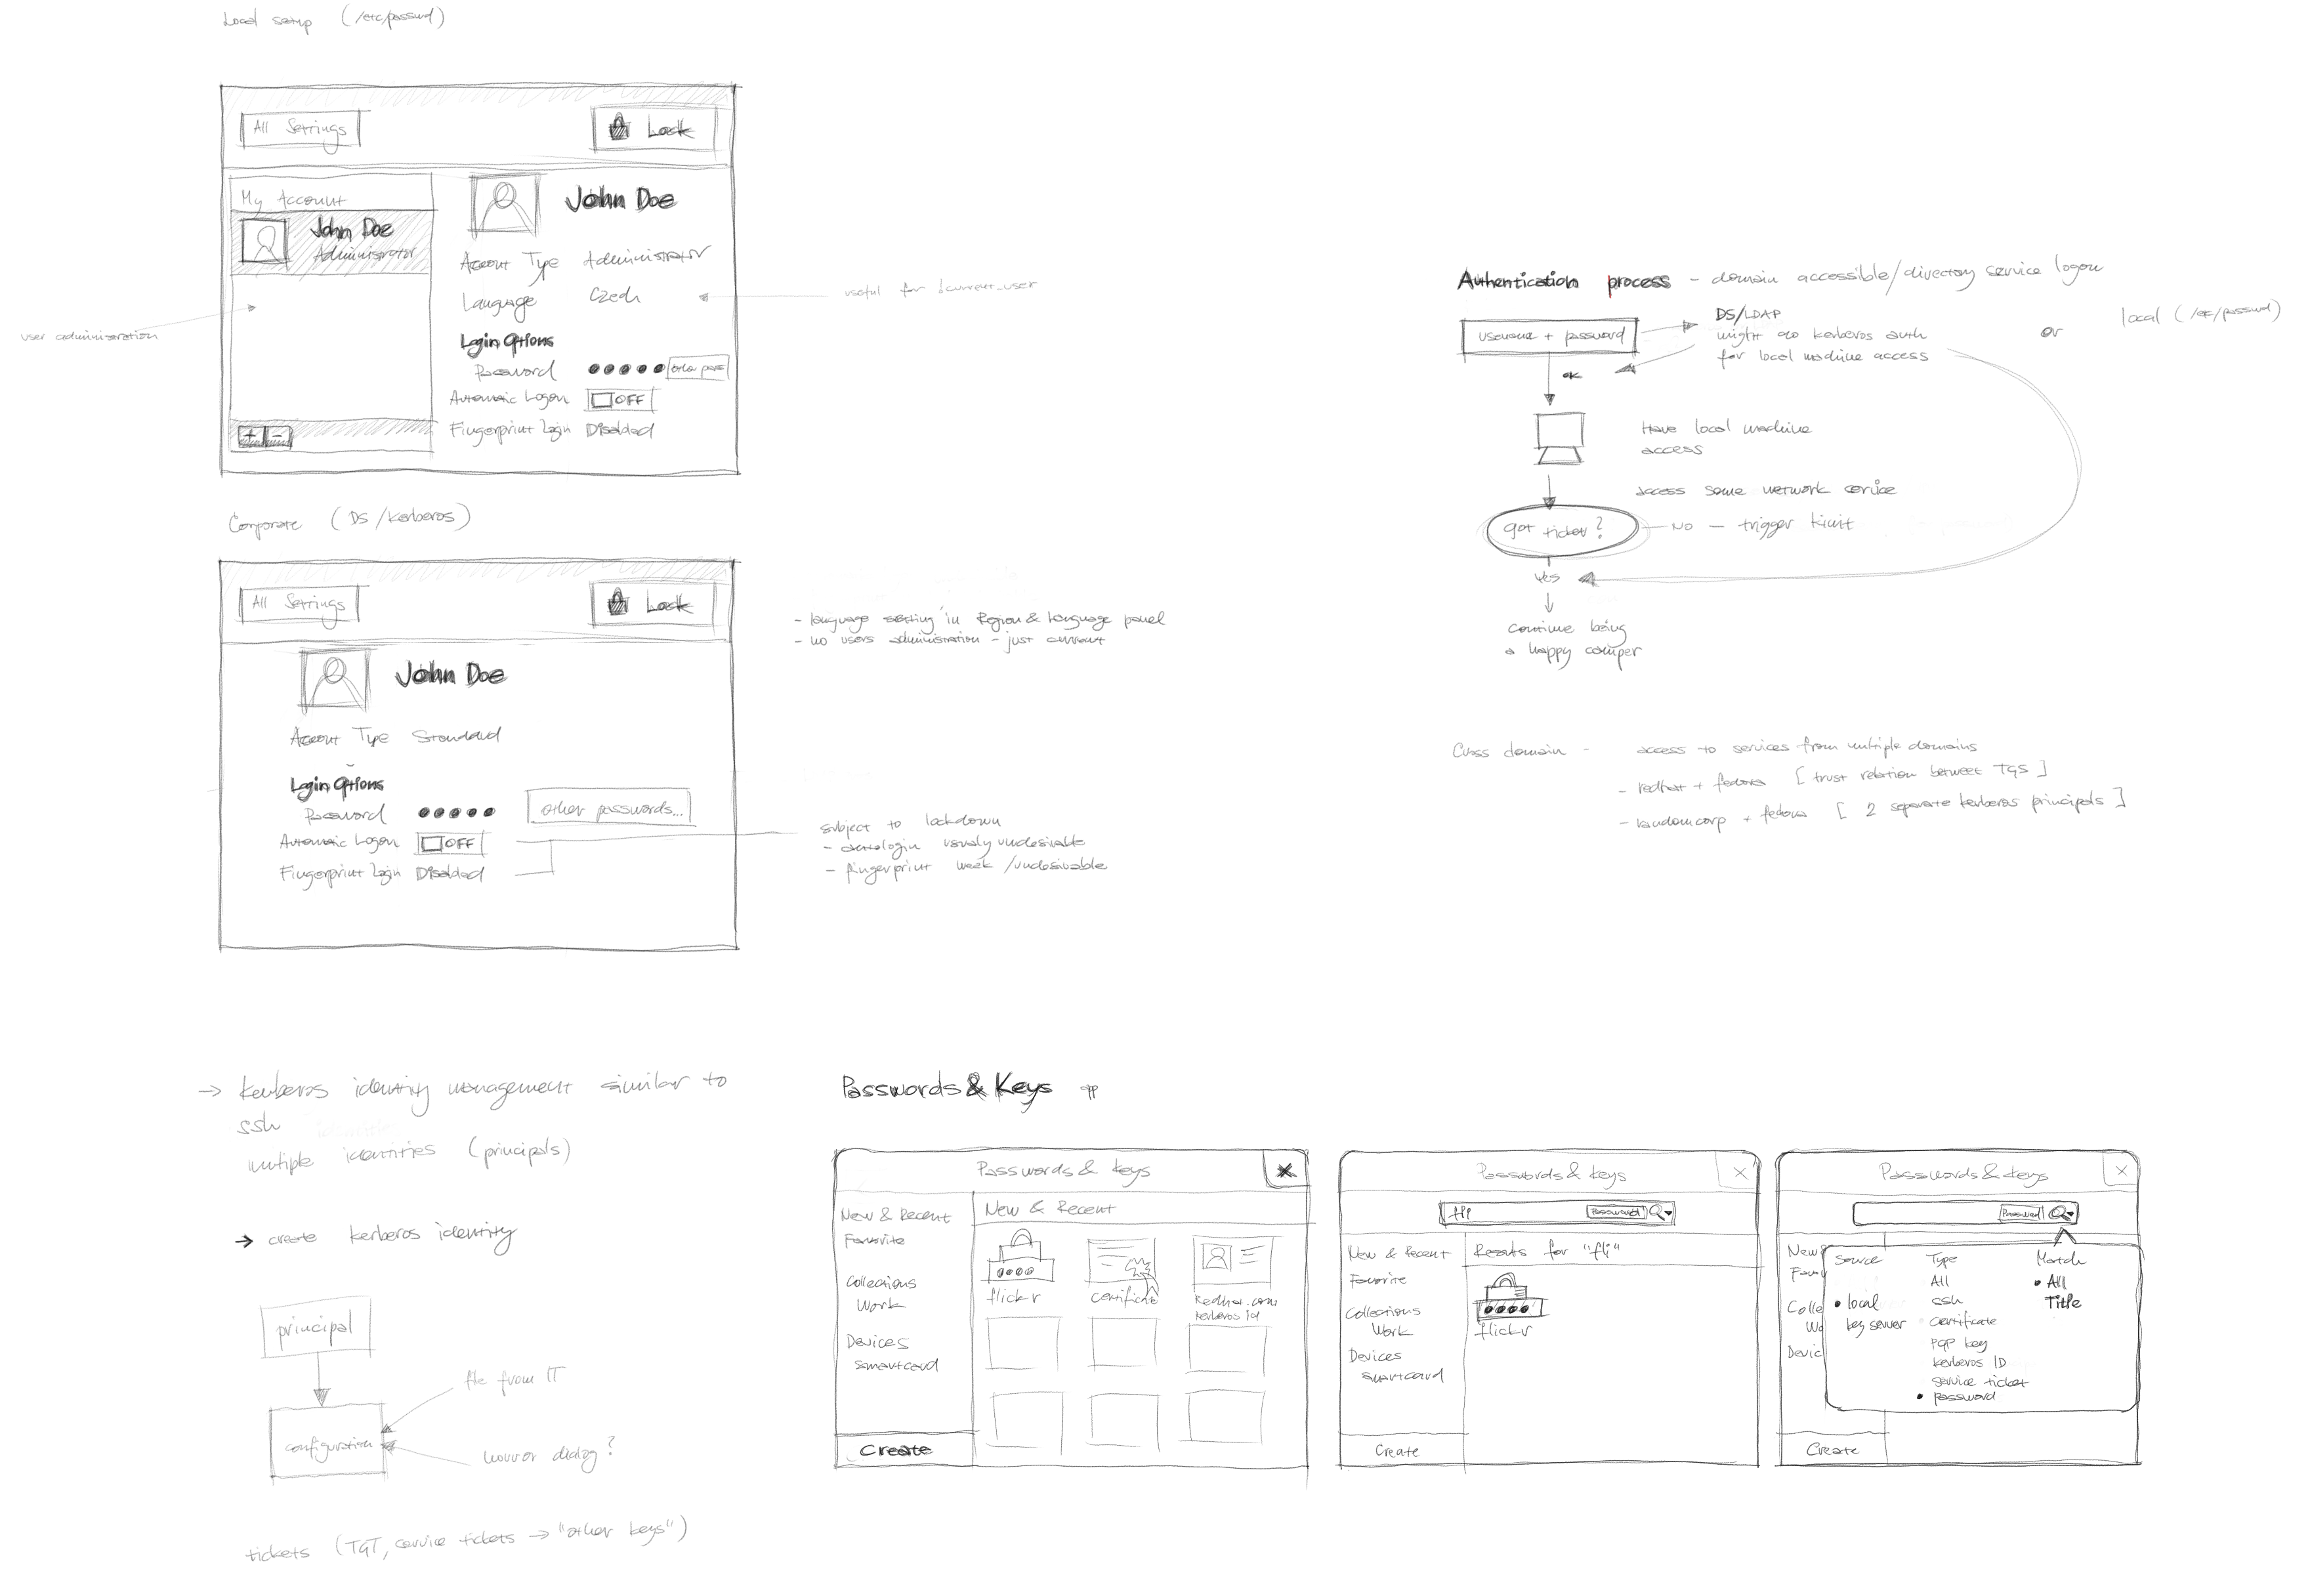 Local setup (/etc/passwd)
All Settings
Lock
My Account
John Doe
Administrator
John Doe
Account Type Administrator
Language Czech
Login Options
Password
Automatic Logon OFF
Fingerprint Login Disabled
+ -
user administration
useful for !current_user
Corporate (DS/Kerberos)
All Settings
Lock
John Doe
Account Type Standard
Login Options
Password other passwords...
Automatic Logon OFF
Fingerprint Login Disabled
- language setting in Region & Language panel
- no users administration - just current
subject to lockdown
- autologin usualy undesirable
- fingerprint weak/undesirable
Authentication process - domain accessible/directory service logon
username + password
DS/LDAP
might do kerberos auth
for local machine access
or
local (/etc/passwd)
ok
Have local machine
access
access some network service
got ticket?
NO - trigger kinit
yes
continue being
a happy camper
Cross domain - access to services from multiple domains
- redhat + fedora [trust relation between TGS]
- randomcorp + fedora [2 separate kerberos principals]
→ kerberos identity management similar to
ssh
multiple identities (principals)
→ create kerberos identity
principal
configuration
file from IT
horror dialog?
tickets (TGT, service tickets → "other keys")
Passwords & Keys app
Passwords & Keys
New & Recent
Favorite
Collections
Work
Devices
smartcard
Create
New & Recent
flickr
certificate
Redhat.com
kerberos id
Passwords & Keys
Password
New & Recent
Favorite
Collections
Work
Devices
smartcard
Create
Results for "fli"
flickr
Passwords & Keys
Password
New &
Favo
Colle
Wo
Devic
Create
Source
• local
key server
Type
All
ssh
certificate
PGP key
kerberos ID
service ticket
• password
Match
• All
Title